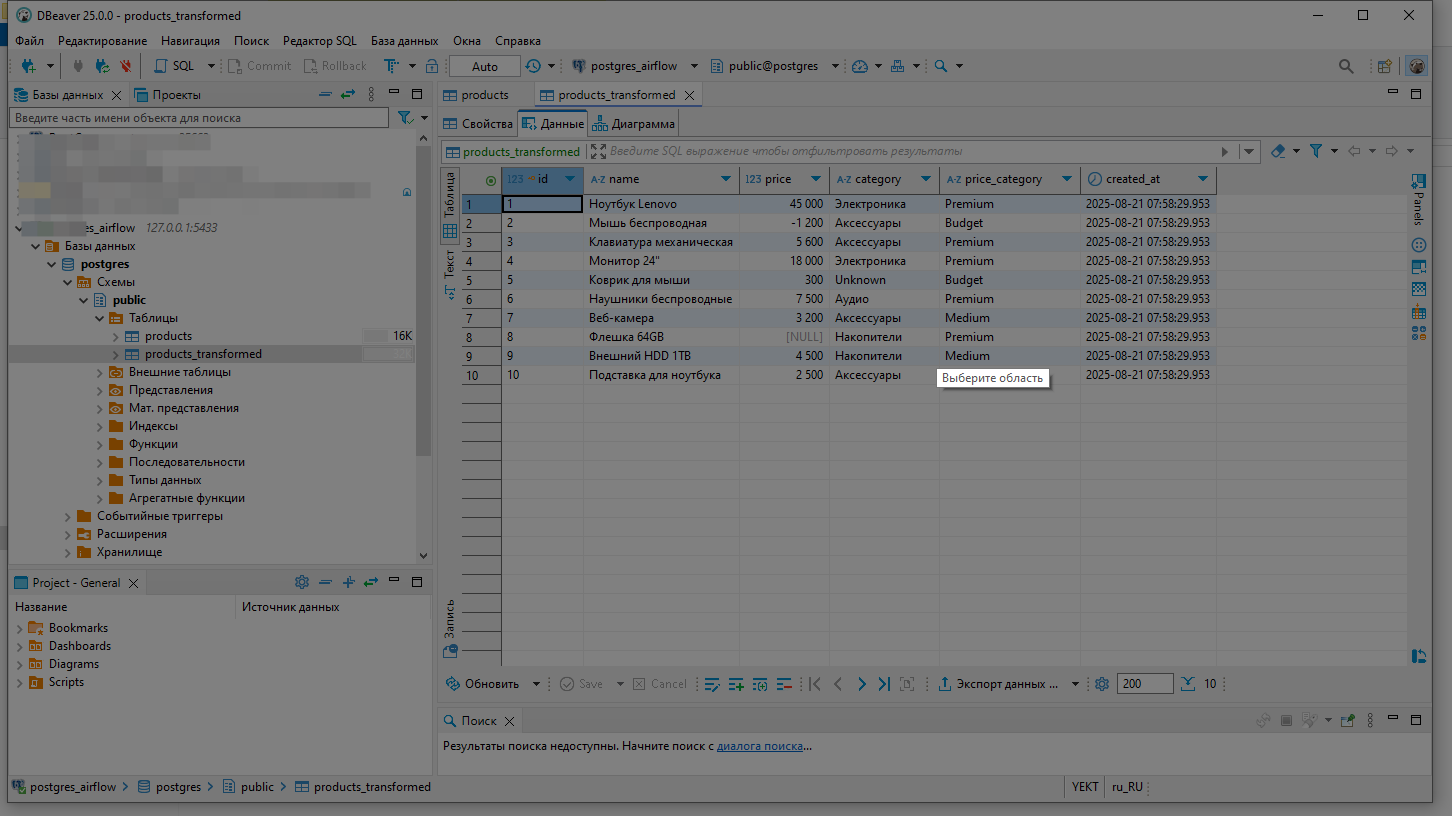 DBeaver 25.0.0 - products_transformed
Файл Редактирование Навигация Поиск Редактор SQL База данных Окна Справка
SQL Commit Rollback Auto postgres_airflow public@postgres
Базы данных Проекты
Введите часть имени объекта для поиска
es_airflow 127.0.0.1:5433
Базы данных
postgres
Схемы
public
Таблицы
products 16K
products_transformed
Внешние таблицы
Представления
Мат. представления
Индексы
Функции
Последовательности
Типы данных
Агрегатные функции
Событийные триггеры
Расширения
Хранилище
Project - General
Название Источник данных
Bookmarks
Dashboards
Diagrams
Scripts
products products_transformed
Свойства Данные Диаграмма
products_transformed Введите SQL выражение чтобы отфильтровать результаты
Таблица
Текст
Запись
123 id A-Z name 123 price A-Z category A-Z price_category created_at
1 1 Ноутбук Lenovo 45 000 Электроника Premium 2025-08-21 07:58:29.953
2 2 Мышь беспроводная -1 200 Аксессуары Budget 2025-08-21 07:58:29.953
3 3 Клавиатура механическая 5 600 Аксессуары Premium 2025-08-21 07:58:29.953
4 4 Монитор 24" 18 000 Электроника Premium 2025-08-21 07:58:29.953
5 5 Коврик для мыши 300 Unknown Budget 2025-08-21 07:58:29.953
6 6 Наушники беспроводные 7 500 Аудио Premium 2025-08-21 07:58:29.953
7 7 Веб-камера 3 200 Аксессуары Medium 2025-08-21 07:58:29.953
8 8 Флешка 64GB [NULL] Накопители Premium 2025-08-21 07:58:29.953
9 9 Внешний HDD 1TB 4 500 Накопители Medium 2025-08-21 07:58:29.953
10 10 Подставка для ноутбука 2 500 Аксессуары 2025-08-21 07:58:29.953
Выберите область
Panels
Обновить Save Cancel Экспорт данных ... 200 10
Поиск
Результаты поиска недоступны. Начните поиск с диалога поиска...
postgres_airflow postgres public products_transformed YEKT ru_RU